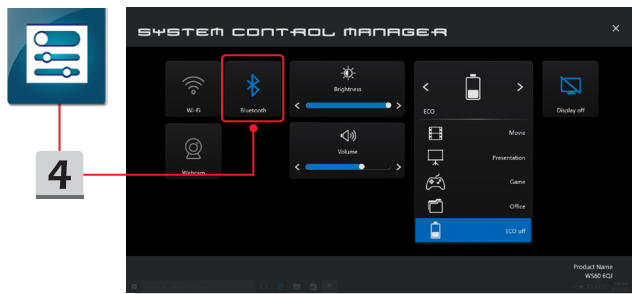 SYSTEM CONTROL MANAGER
Wi-Fi
Bluetooth
Brightness
ECO
Display off
Webcam
Volume
Movie
Presentation
Game
Office
ECO off
4
Product Name
WS60 6QJ